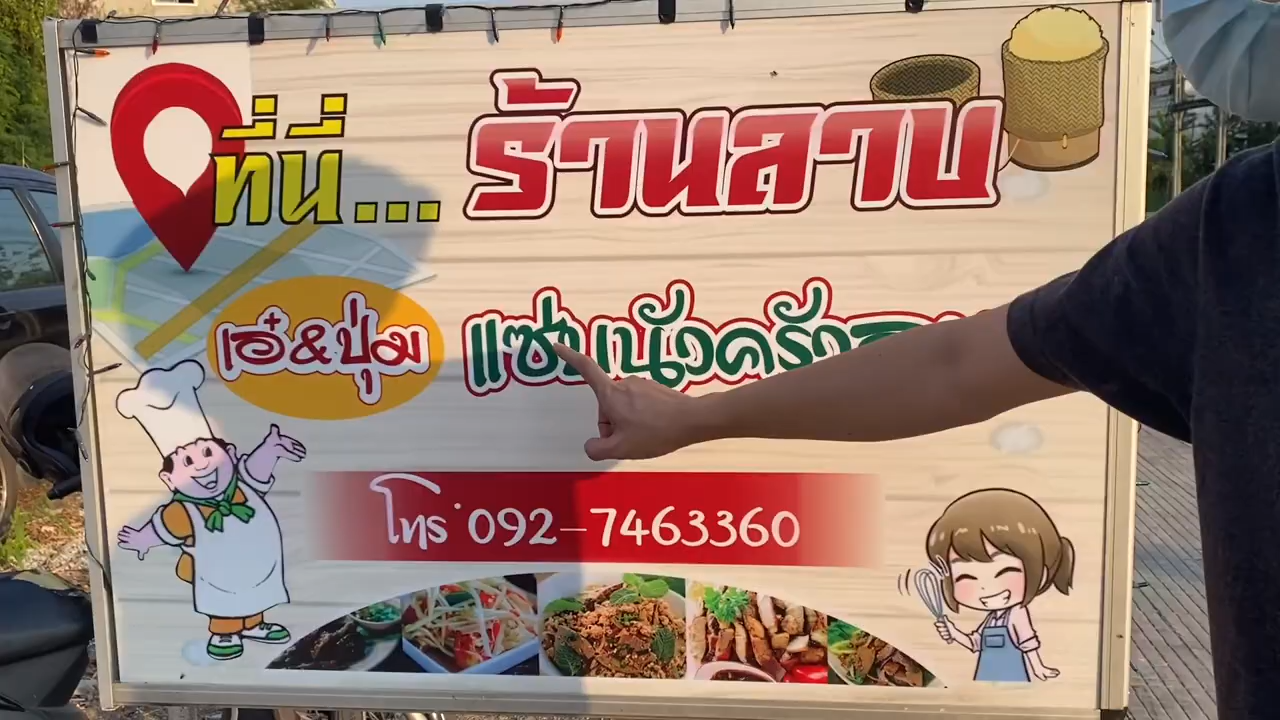 ที่นี่... ร้านลาบ
เอ๋&ปุ่ม แซ่บนัวครัว
โทร 092-7463360